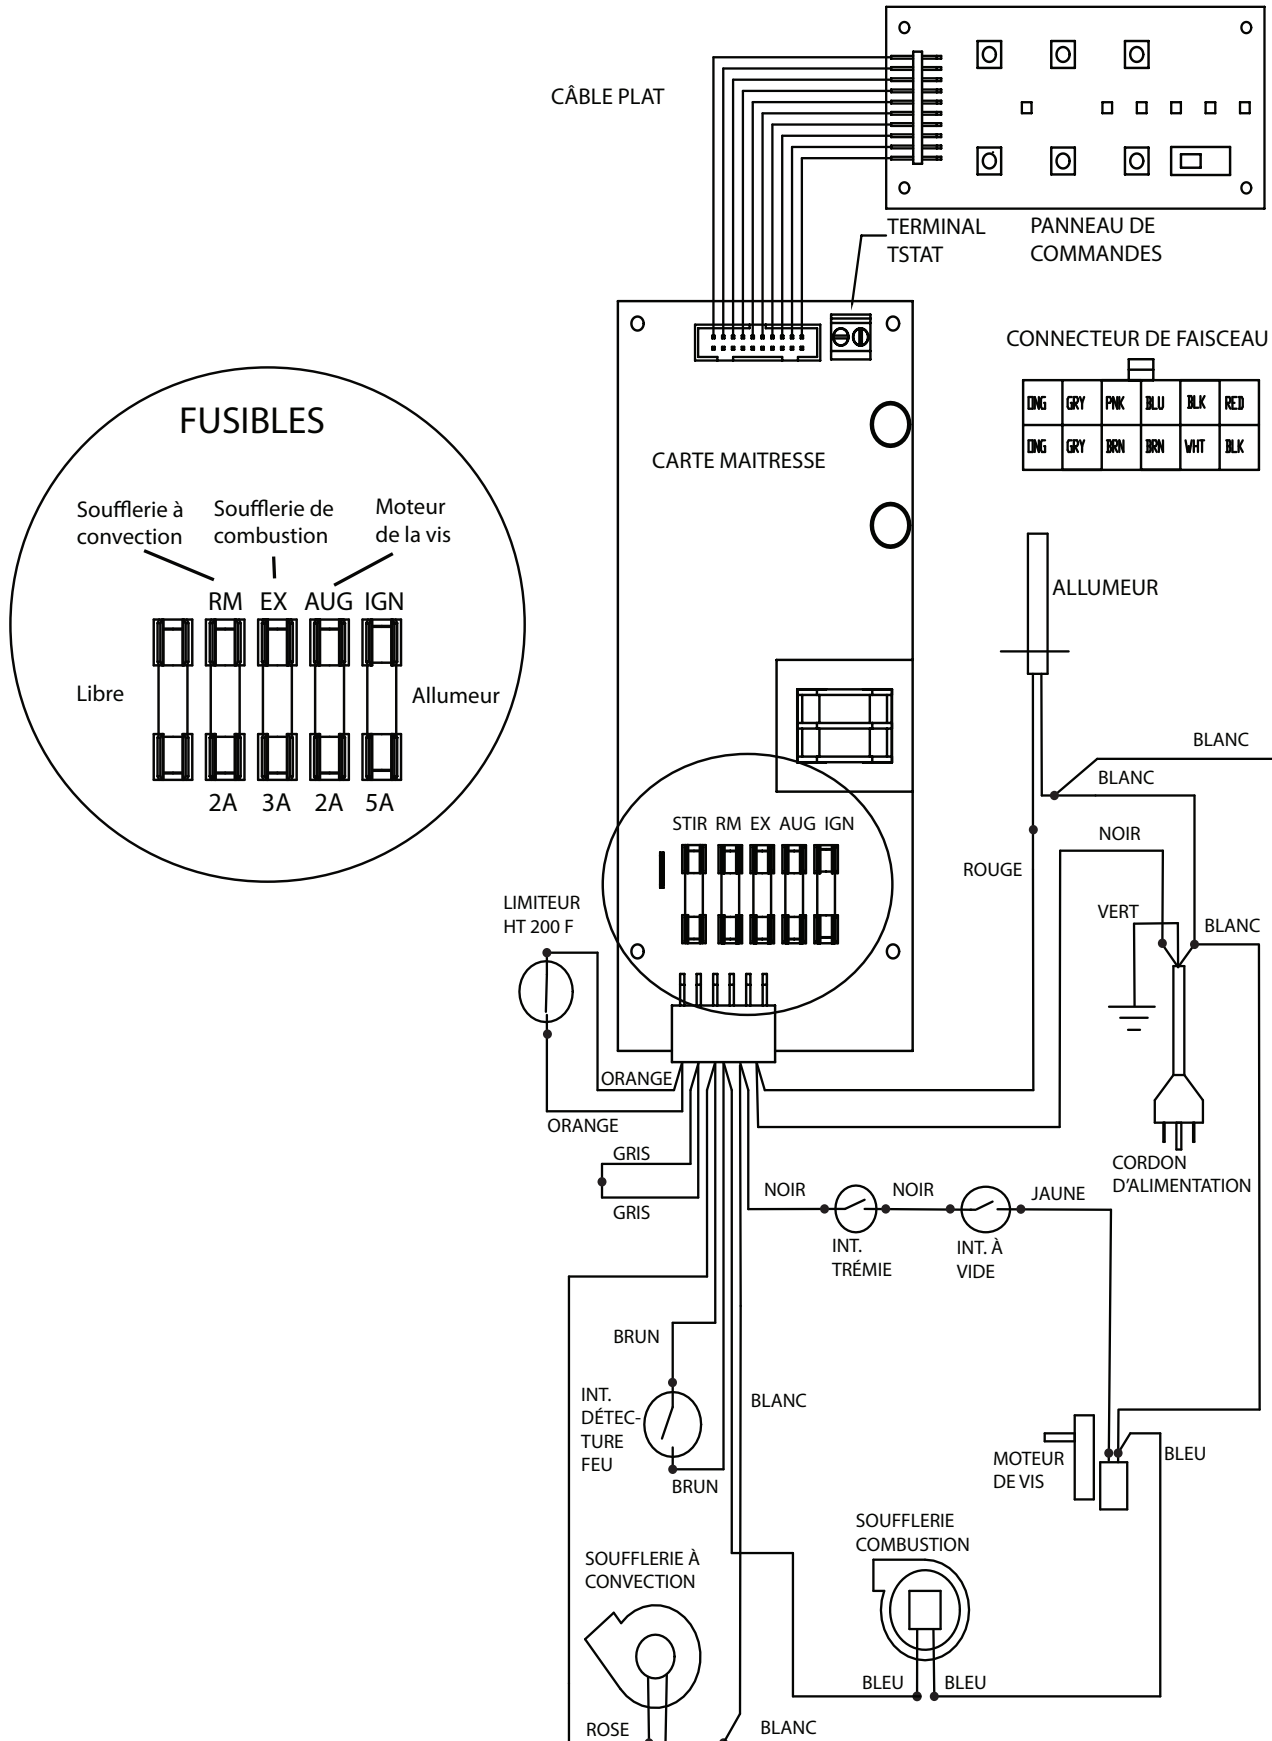 CÂBLE PLAT
TERMINAL
TSTAT
PANNEAU DE
COMMANDES
CONNECTEUR DE FAISCEAU
ONG GRY PNK BLU BLK RED
ONG GRY BRN BRN WHT BLK
FUSIBLES
Soufflerie à
convection
Soufflerie de
combustion
Moteur
de la vis
RM EX AUG IGN
Libre
Allumeur
2A 3A 2A 5A
CARTE MAITRESSE
ALLUMEUR
BLANC
BLANC
NOIR
STIR RM EX AUG IGN
ROUGE
VERT
BLANC
LIMITEUR
HT 200 F
ORANGE
ORANGE
GRIS
GRIS
CORDON
D'ALIMENTATION
NOIR
NOIR
JAUNE
INT.
TRÉMIE
INT. À
VIDE
BRUN
INT.
DÉTEC-
TURE
FEU
BLANC
BRUN
MOTEUR
DE VIS
BLEU
SOUFFLERIE
COMBUSTION
SOUFFLERIE À
CONVECTION
BLEU
BLEU
ROSE
BLANC